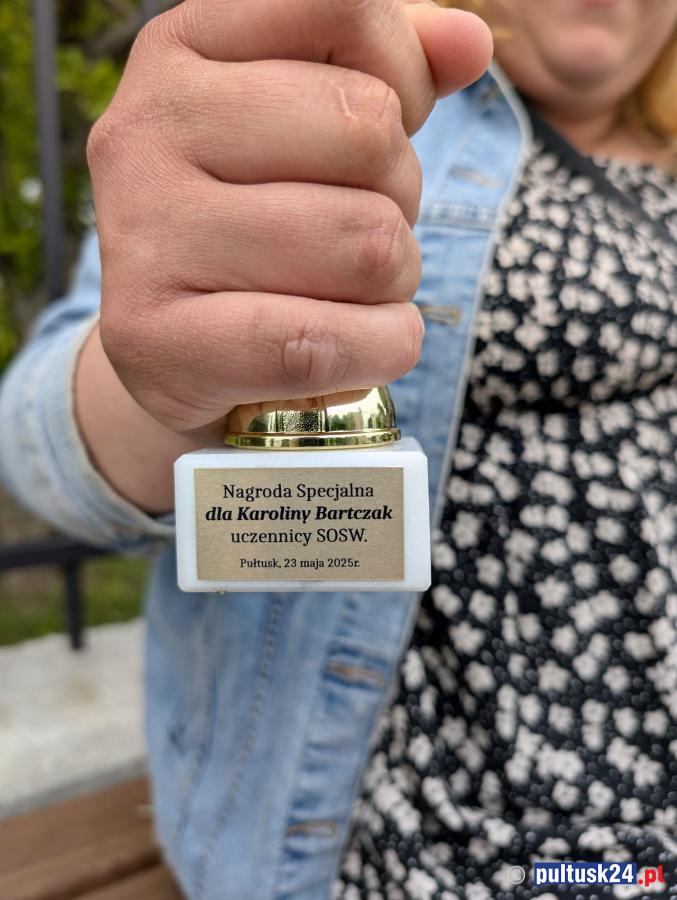 Nagroda Specjalna
dla Karoliny Bartczak
uczennicy SOSW.
Pułtusk, 23 maja 2025r.
© pultusk24.pl